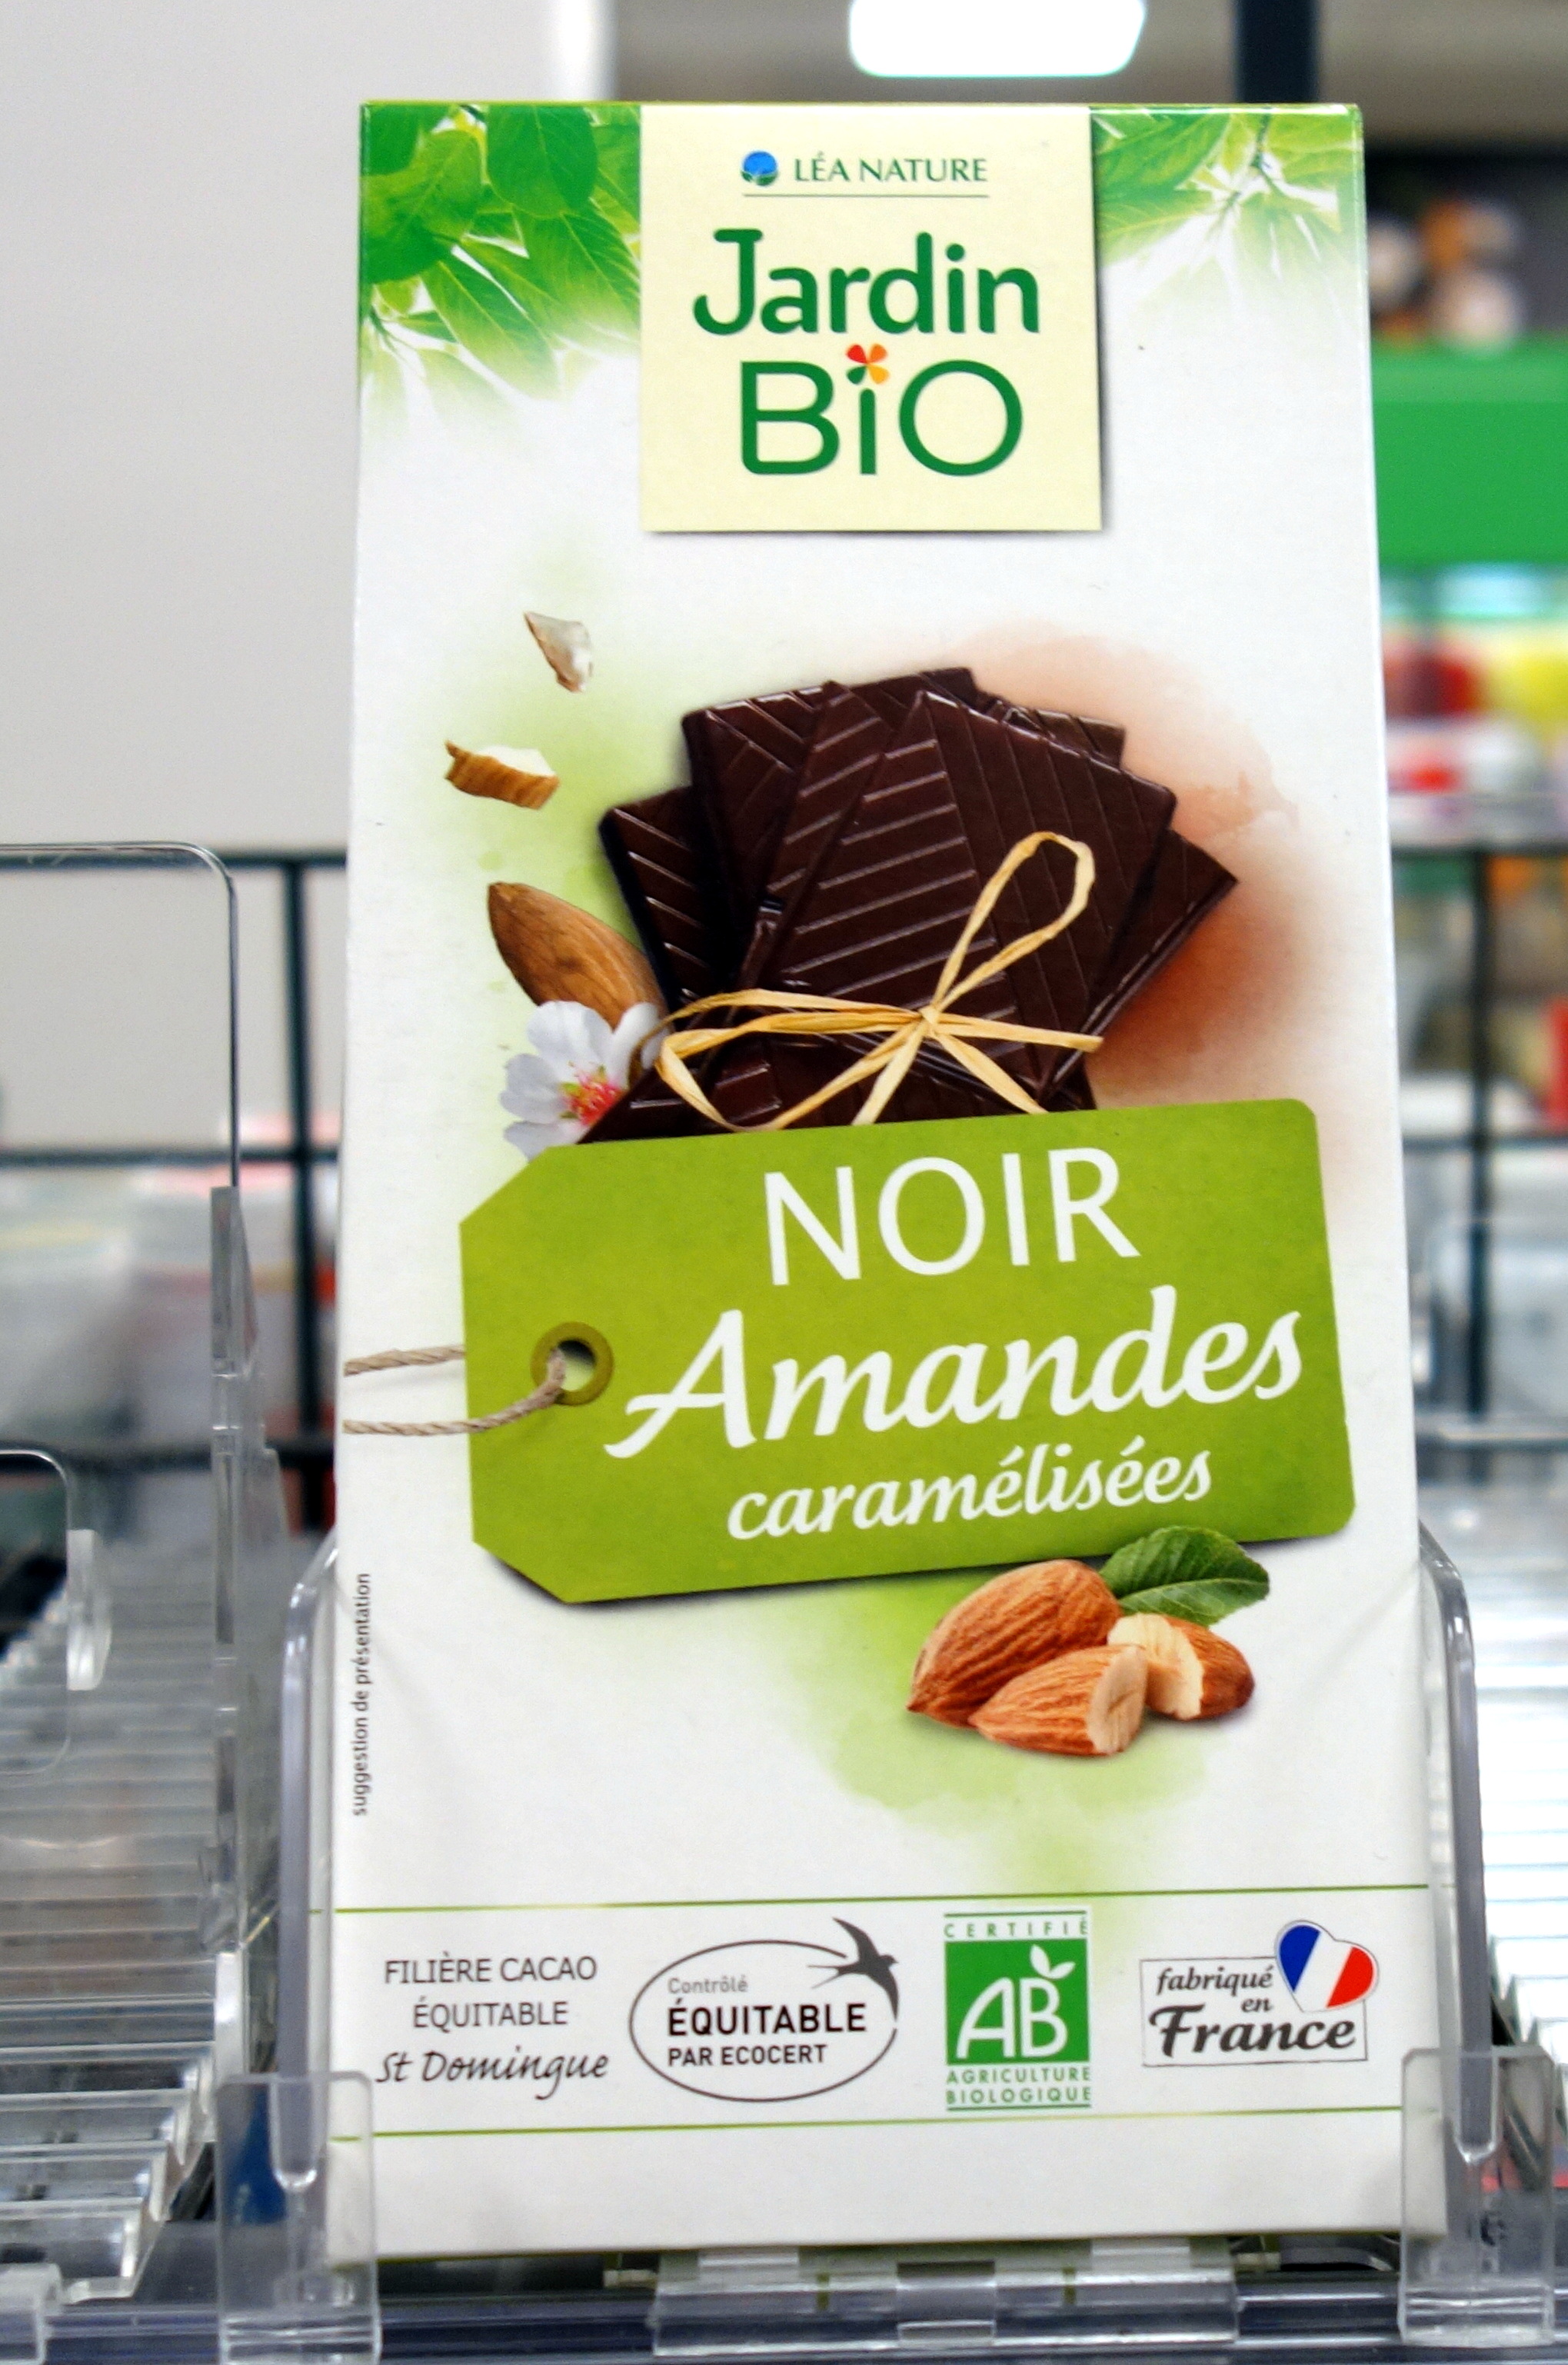 LÉA NATURE
Jardin
BiO
NOIR
Amandes
caramélisées
suggestion de présentation
FILIÈRE CACAO
ÉQUITABLE
St Domingue
Contrôlé
ÉQUITABLE
PAR ECOCERT
CERTIFIÉ
AB
AGRICULTURE
BIOLOGIQUE
fabriqué
en
France